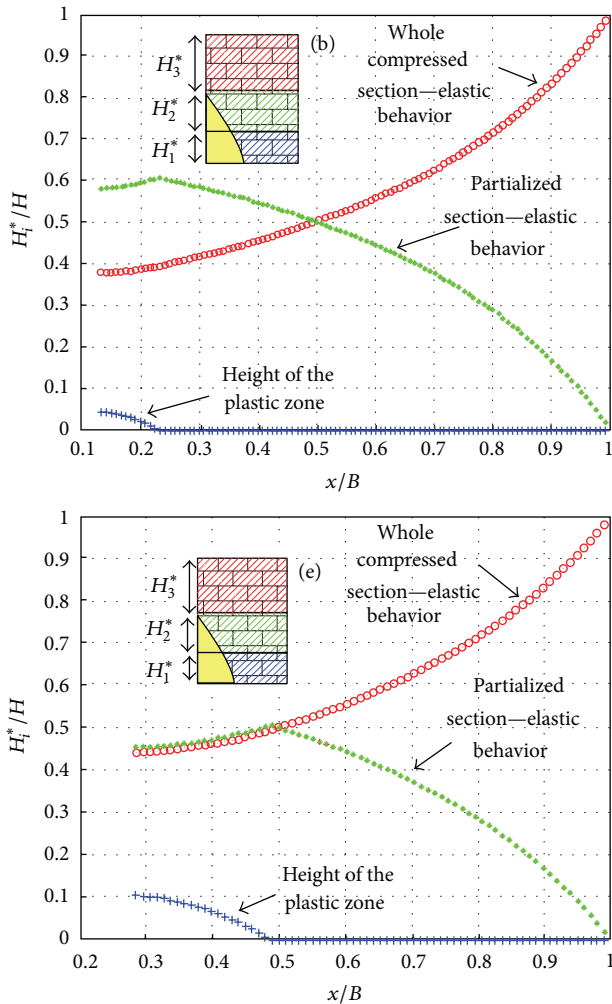 1
0.9
0.8
0.7
0.6
0.5
0.4
0.3
0.2
0.1
0
H*i/H
0.1 0.2 0.3 0.4 0.5 0.6 0.7 0.8 0.9 1
x/B
H*3
H*2
H*1
(b)
Whole
compressed
section—elastic
behavior
Partialized
section—elastic
behavior
Height of the
plastic zone
1
0.9
0.8
0.7
0.6
0.5
0.4
0.3
0.2
0.1
0
H*i/H
0.2 0.3 0.4 0.5 0.6 0.7 0.8 0.9 1
x/B
H*3
H*2
H*1
(e)
Whole
compressed
section—elastic
behavior
Partialized
section—elastic
behavior
Height of the
plastic zone